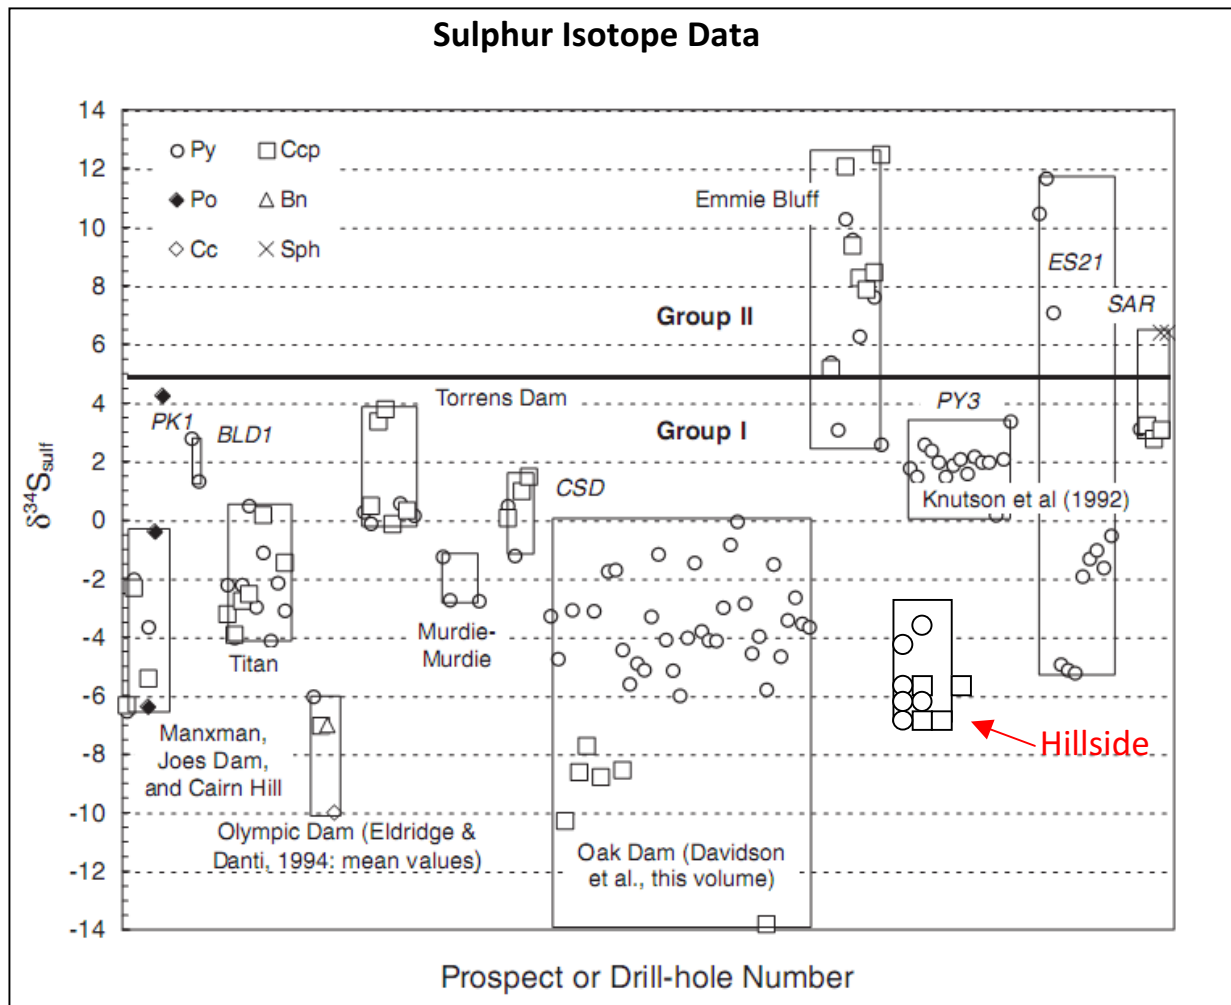 Sulphur Isotope Data
14
12
10
8
6
4
2
0
-2
-4
-6
-8
-10
-12
-14
δ34Ssulf
Py
Ccp
Po
Bn
Cc
Sph
Emmie Bluff
ES21
SAR
Group II
Torrens Dam
PK1
BLD1
Group I
PY3
CSD
Knutson et al (1992)
Murdie-
Murdie
Titan
Manxman,
Joes Dam,
and Cairn Hill
Hillside
Olympic Dam (Eldridge &
Danti, 1994: mean values)
Oak Dam (Davidson
et al., this volume)
Prospect or Drill-hole Number